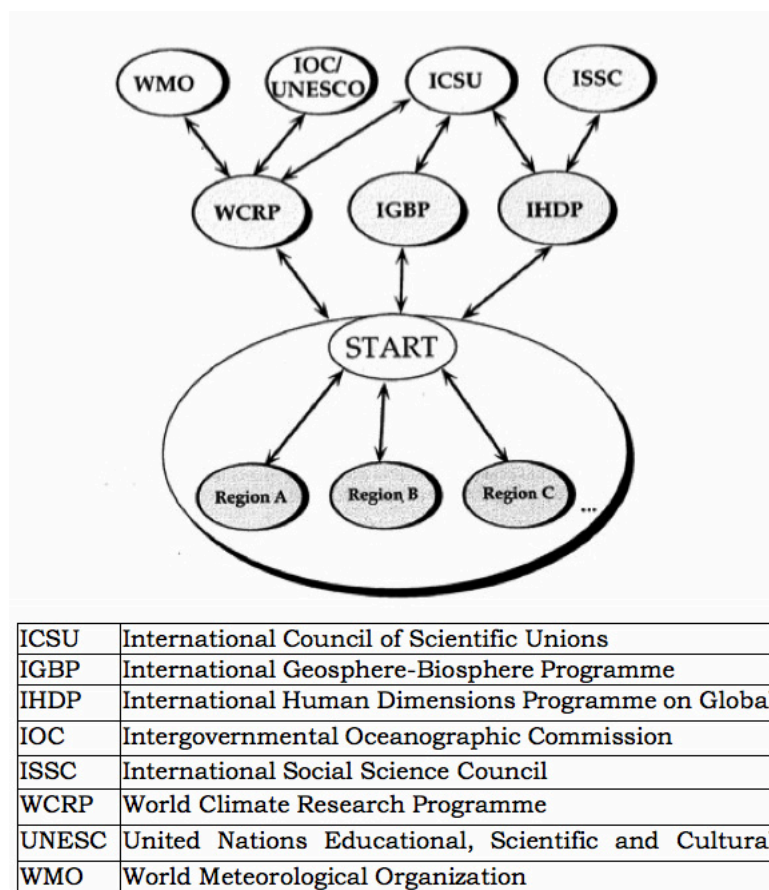 WMO
IOC/
UNESCO
ICSU
ISSC
WCRP
IGBP
IHDP
START
Region A
Region B
Region C
...
ICSU International Council of Scientific Unions
IGBP International Geosphere-Biosphere Programme
IHDP International Human Dimensions Programme on Global
IOC Intergovernmental Oceanographic Commission
ISSC International Social Science Council
WCRP World Climate Research Programme
UNESC United Nations Educational, Scientific and Cultural
WMO World Meteorological Organization